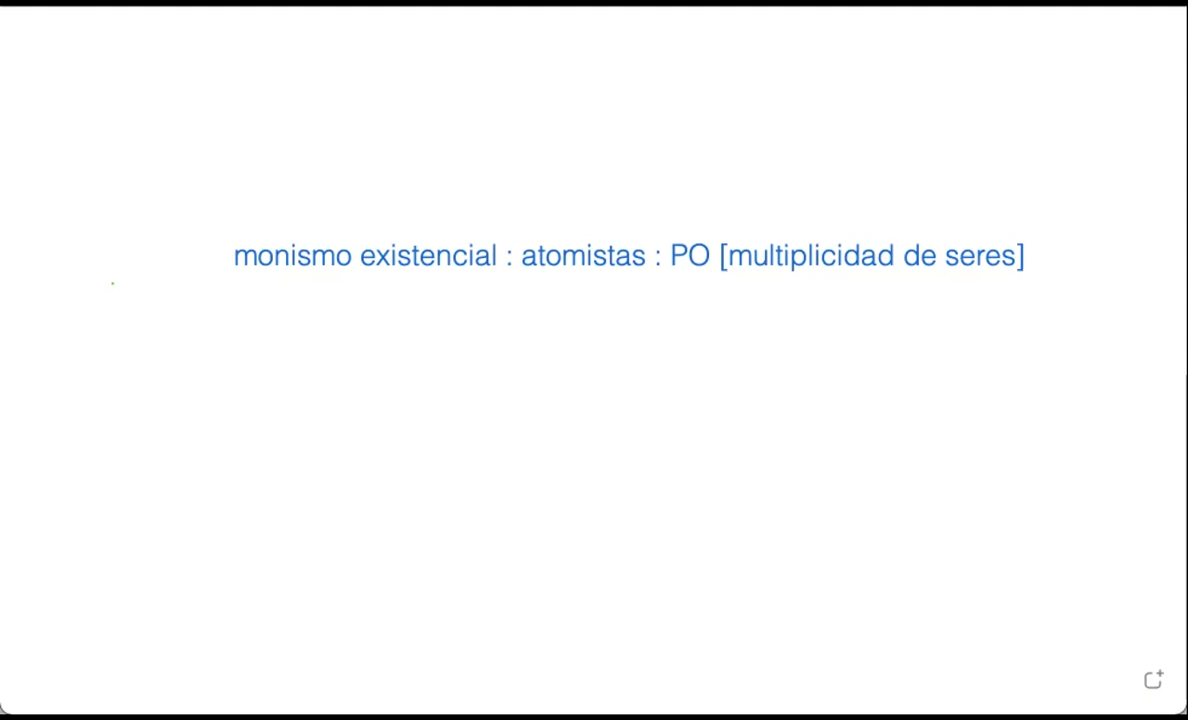 monismo existencial : atomistas : PO [multiplicidad de seres]